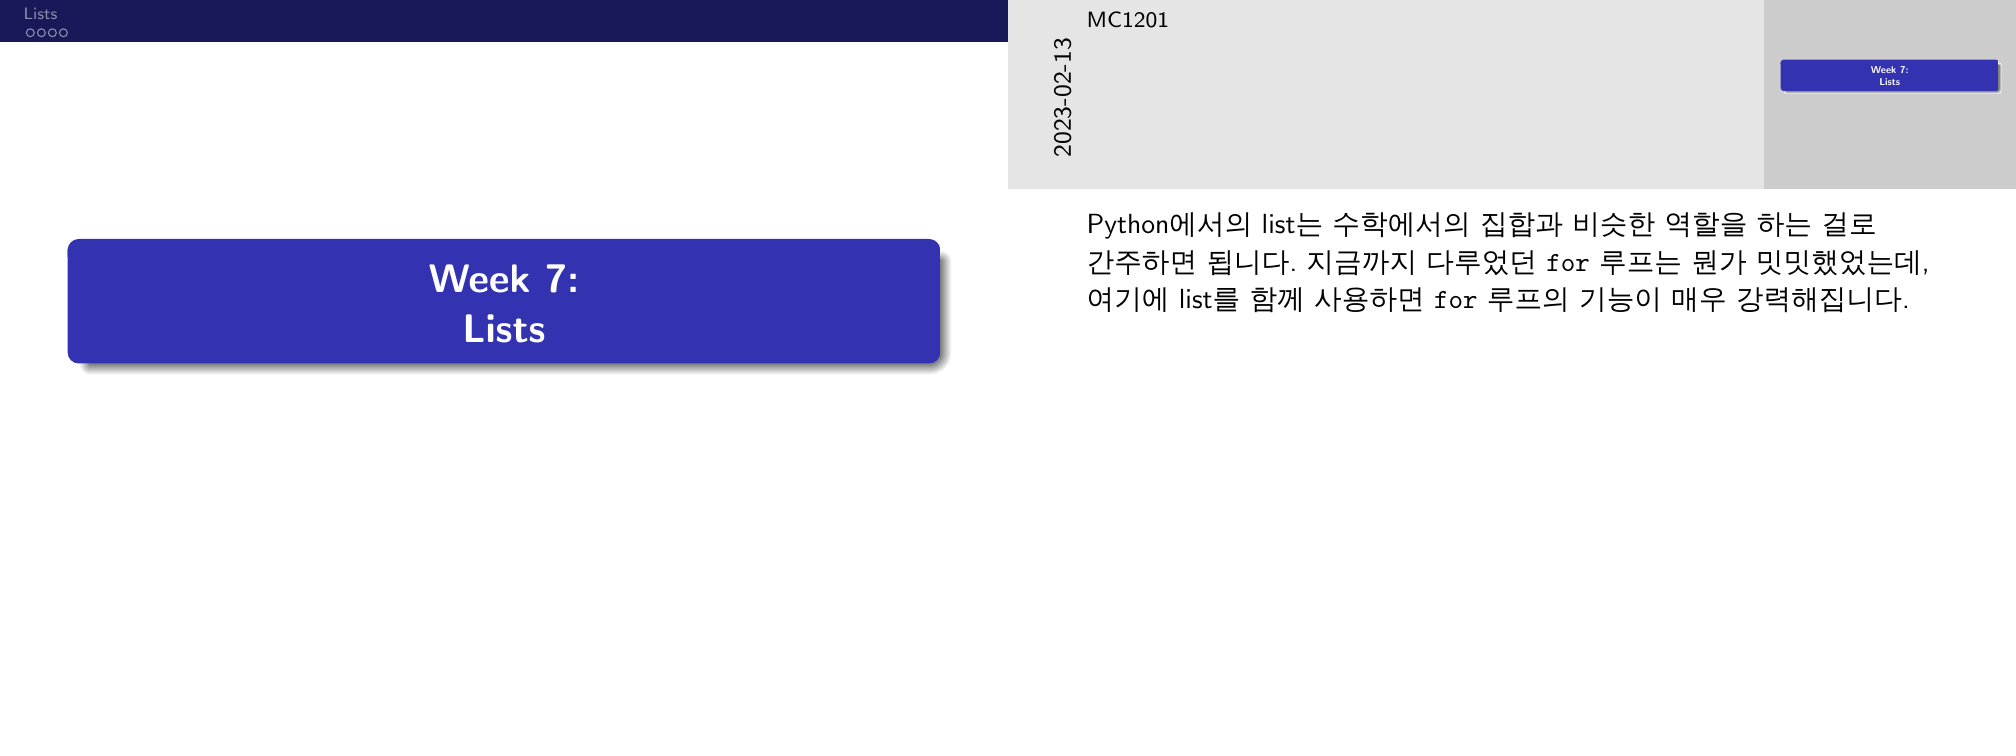 Lists
Week 7:
Lists
MC1201
2023-02-13
Week 7:
Lists
Python에서의 list는 수학에서의 집합과 비슷한 역할을 하는 걸로
간주하면 됩니다. 지금까지 다루었던 for 루프는 뭔가 밋밋했었는데,
여기에 list를 함께 사용하면 for 루프의 기능이 매우 강력해집니다.